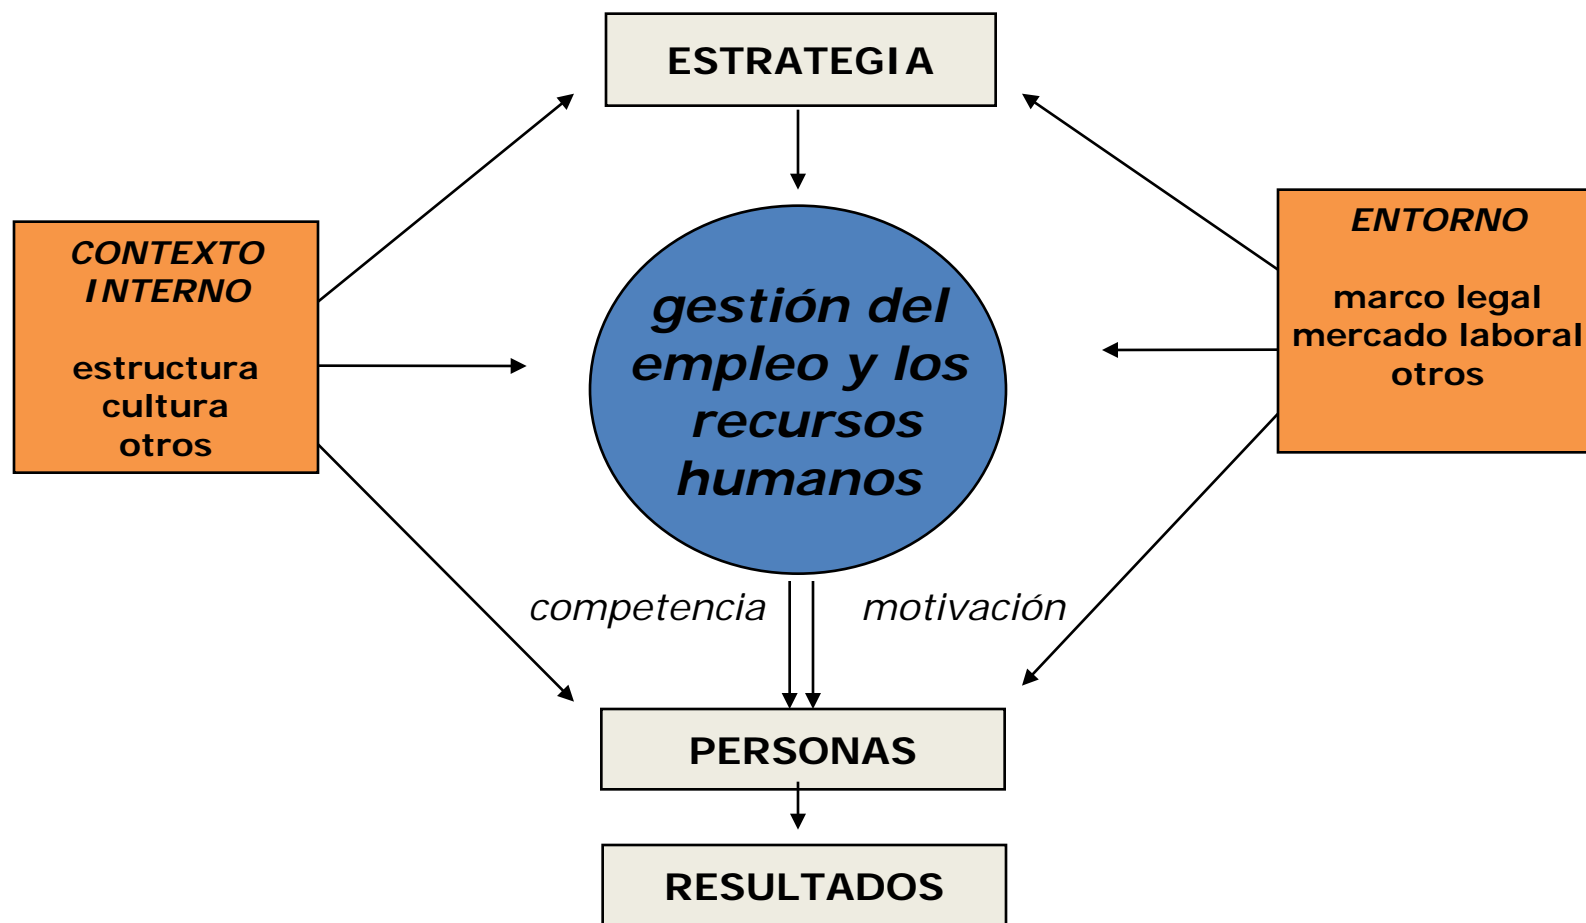 ESTRATEGIA
CONTEXTO
INTERNO
estructura
cultura
otros
gestión del
empleo y los
recursos
humanos
ENTORNO
marco legal
mercado laboral
otros
competencia
motivación
PERSONAS
RESULTADOS